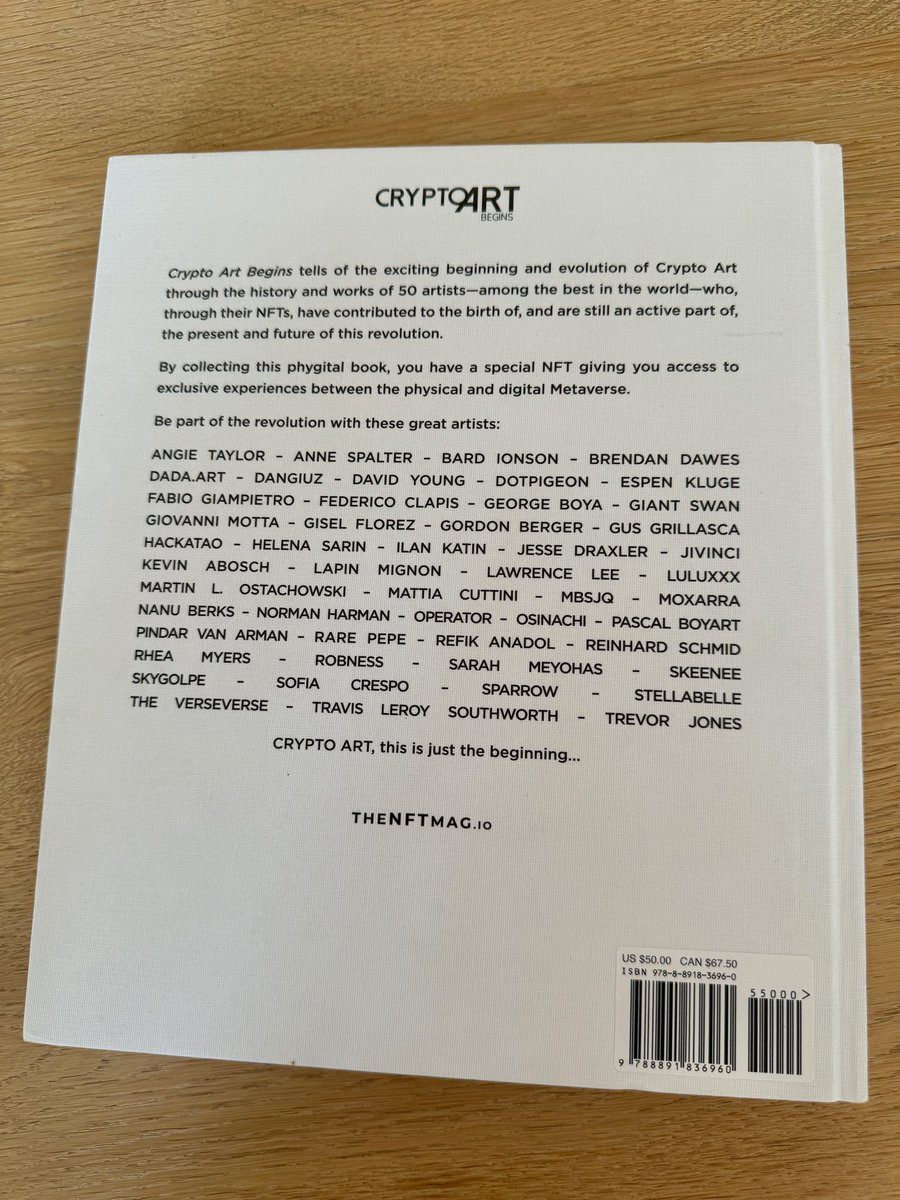 CRYPTOART
BEGINS
Crypto Art Begins tells of the exciting beginning and evolution of Crypto Art
through the history and works of 50 artists—among the best in the world—who,
through their NFTs, have contributed to the birth of, and are still an active part of,
the present and future of this revolution.
By collecting this phygital book, you have a special NFT giving you access to
exclusive experiences between the physical and digital Metaverse.
Be part of the revolution with these great artists:
ANGIE TAYLOR – ANNE SPALTER – BARD IONSON – BRENDAN DAWES
DADA.ART – DANGIUZ – DAVID YOUNG – DOTPIGEON – ESPEN KLUGE
FABIO GIAMPIETRO – FEDERICO CLAPIS – GEORGE BOYA – GIANT SWAN
GIOVANNI MOTTA – GISEL FLOREZ – GORDON BERGER – GUS GRILLASCA
HACKATAO – HELENA SARIN – ILAN KATIN – JESSE DRAXLER – JIVINCI
KEVIN ABOSCH – LAPIN MIGNON – LAWRENCE LEE – LULUXXX
MARTIN L. OSTACHOWSKI – MATTIA CUTTINI – MBSJQ – MOXARRA
NANU BERKS – NORMAN HARMAN – OPERATOR – OSINACHI – PASCAL BOYART
PINDAR VAN ARMAN – RARE PEPE – REFIK ANADOL – REINHARD SCHMID
RHEA MYERS – ROBNESS – SARAH MEYOHAS – SKEENEE
SKYGOLPE – SOFIA CRESPO – SPARROW – STELLABELLE
THE VERSEVERSE – TRAVIS LEROY SOUTHWORTH – TREVOR JONES
CRYPTO ART, this is just the beginning...
THENFTMAG.IO
US $50.00 CAN $67.50
ISBN 978-8-8918-3696-0
55000>
9 788891 836960